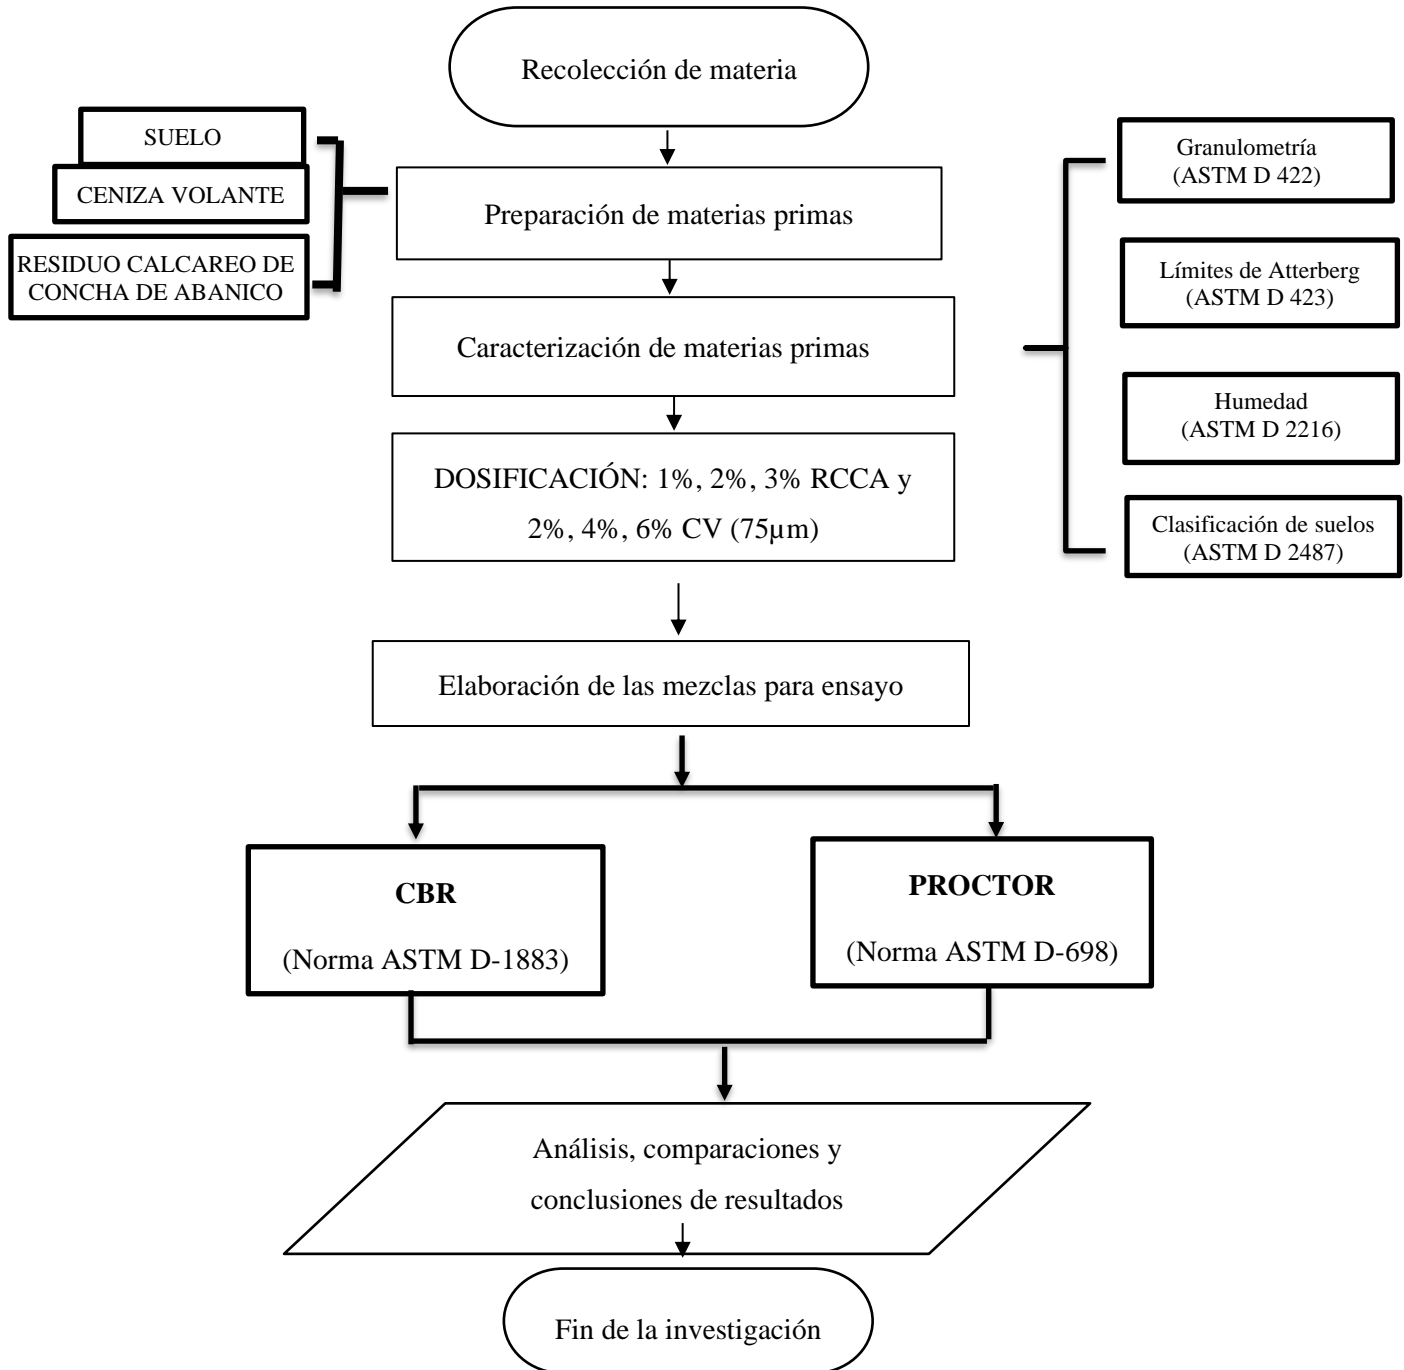 Recolección de materia
SUELO
CENIZA VOLANTE
RESIDUO CALCAREO DE
CONCHA DE ABANICO
Preparación de materias primas
Caracterización de materias primas
Granulometría
(ASTM D 422)
Límites de Atterberg
(ASTM D 423)
Humedad
(ASTM D 2216)
Clasificación de suelos
(ASTM D 2487)
DOSIFICACIÓN: 1%, 2%, 3% RCCA y
2%, 4%, 6% CV (75µm)
Elaboración de las mezclas para ensayo
CBR
(Norma ASTM D-1883)
PROCTOR
(Norma ASTM D-698)
Análisis, comparaciones y
conclusiones de resultados
Fin de la investigación